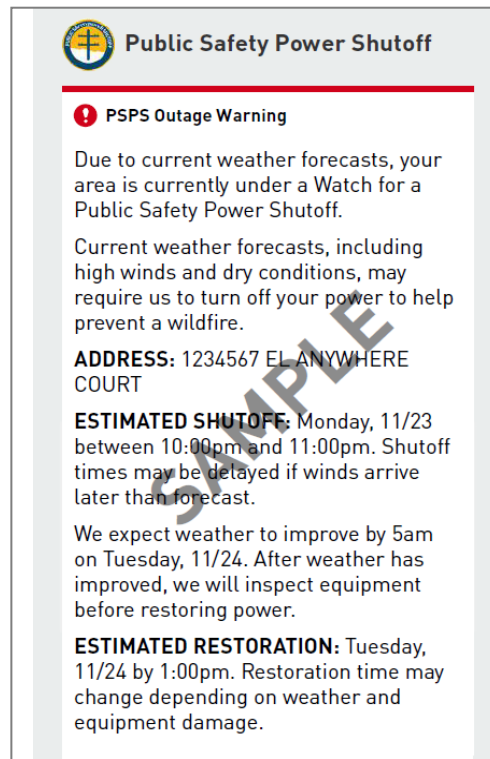 Public Safety Power Shutoff
PSPS Outage Warning
Due to current weather forecasts, your
area is currently under a Watch for a
Public Safety Power Shutoff.
Current weather forecasts, including
high winds and dry conditions, may
require us to turn off your power to help
prevent a wildfire.
ADDRESS: 1234567 EL ANYWHERE
COURT
ESTIMATED SHUTOFF: Monday, 11/23
between 10:00pm and 11:00pm. Shutoff
times may be delayed if winds arrive
later than forecast.
We expect weather to improve by 5am
on Tuesday, 11/24. After weather has
improved, we will inspect equipment
before restoring power.
ESTIMATED RESTORATION: Tuesday,
11/24 by 1:00pm. Restoration time may
change depending on weather and
equipment damage.
SAMPLE